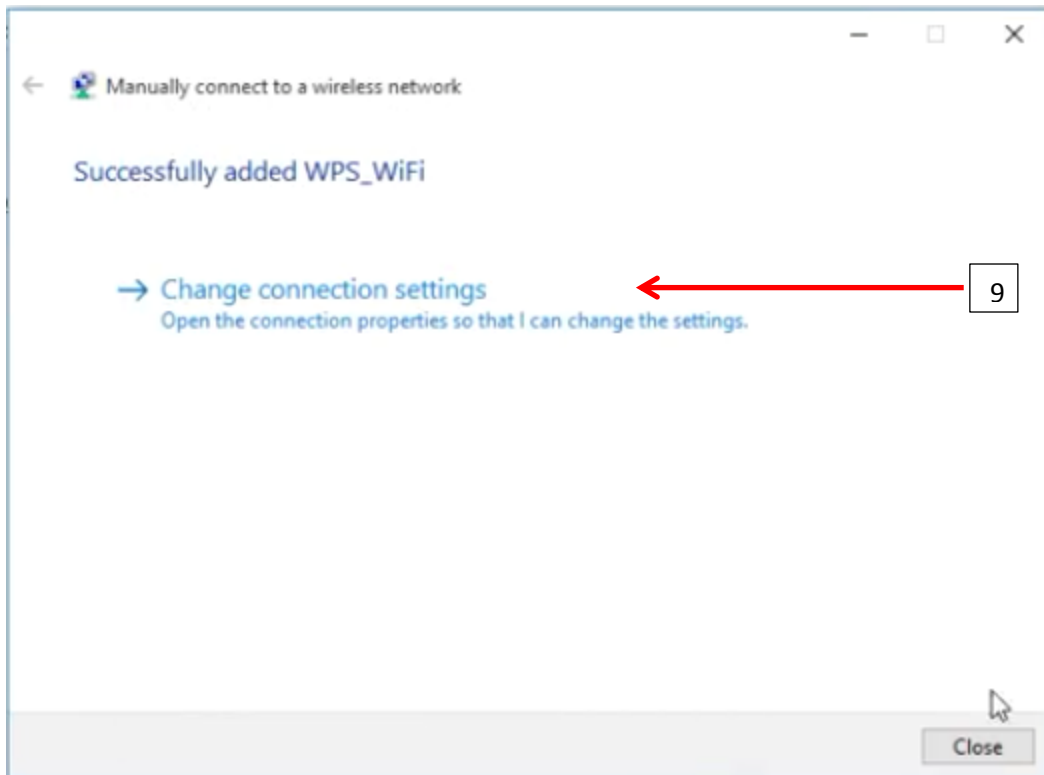 Manually connect to a wireless network
Successfully added WPS_WiFi
Change connection settings
9
Open the connection properties so that I can change the settings.
Close